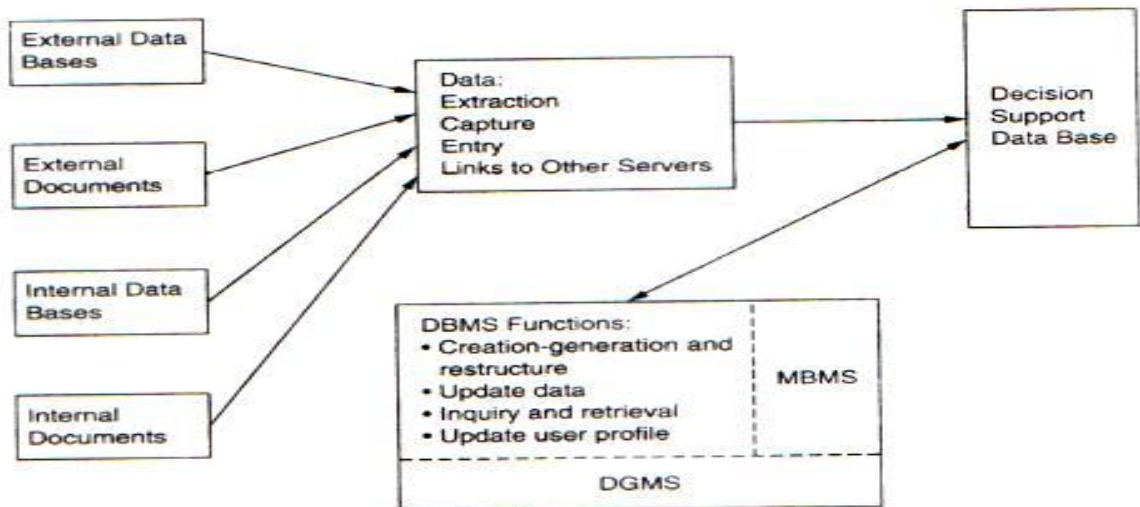 External Data
Bases
External
Documents
Internal Data
Bases
Internal
Documents
Data:
Extraction
Capture
Entry
Links to Other Servers
Decision
Support
Data Base
DBMS Functions:
• Creation-generation and
restructure
• Update data
• Inquiry and retrieval
• Update user profile
MBMS
DGMS